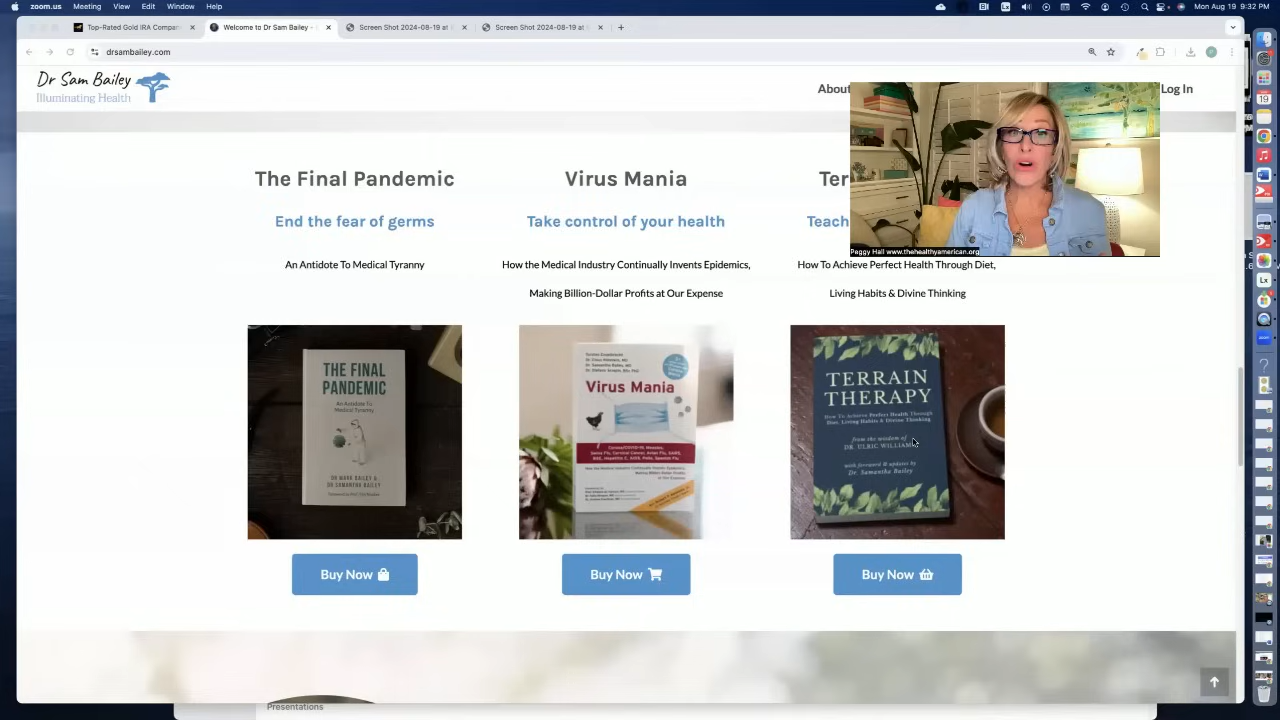 zoom.us Meeting View Edit Window Help
Mon Aug 19 9:32 PM
Top-Rated Gold IRA Compan
Welcome to Dr Sam Bailey -
Screen Shot 2024-08-19 at
Screen Shot 2024-08-19 at
drsambailey.com
Dr Sam Bailey
Illuminating Health
About
Log In
Peggy Hall www.thehealthyamerican.org
The Final Pandemic
End the fear of germs
An Antidote To Medical Tyranny
Virus Mania
Take control of your health
How the Medical Industry Continually Invents Epidemics,
Making Billion-Dollar Profits at Our Expense
Ter
Teach
How To Achieve Perfect Health Through Diet,
Living Habits & Divine Thinking
THE FINAL
PANDEMIC
An Antidote To
Medical Tyranny
DR MARK BAILEY &
DR SAMANTHA BAILEY
Virus Mania
TERRAIN
THERAPY
How To Achieve Perfect Health Through
Diet, Living Habits & Divine Thinking
from the wisdom of
DR. ULRIC WILLIAMS
with foreword & updates by
Dr. Samantha Bailey
Buy Now
Buy Now
Buy Now
Presentations